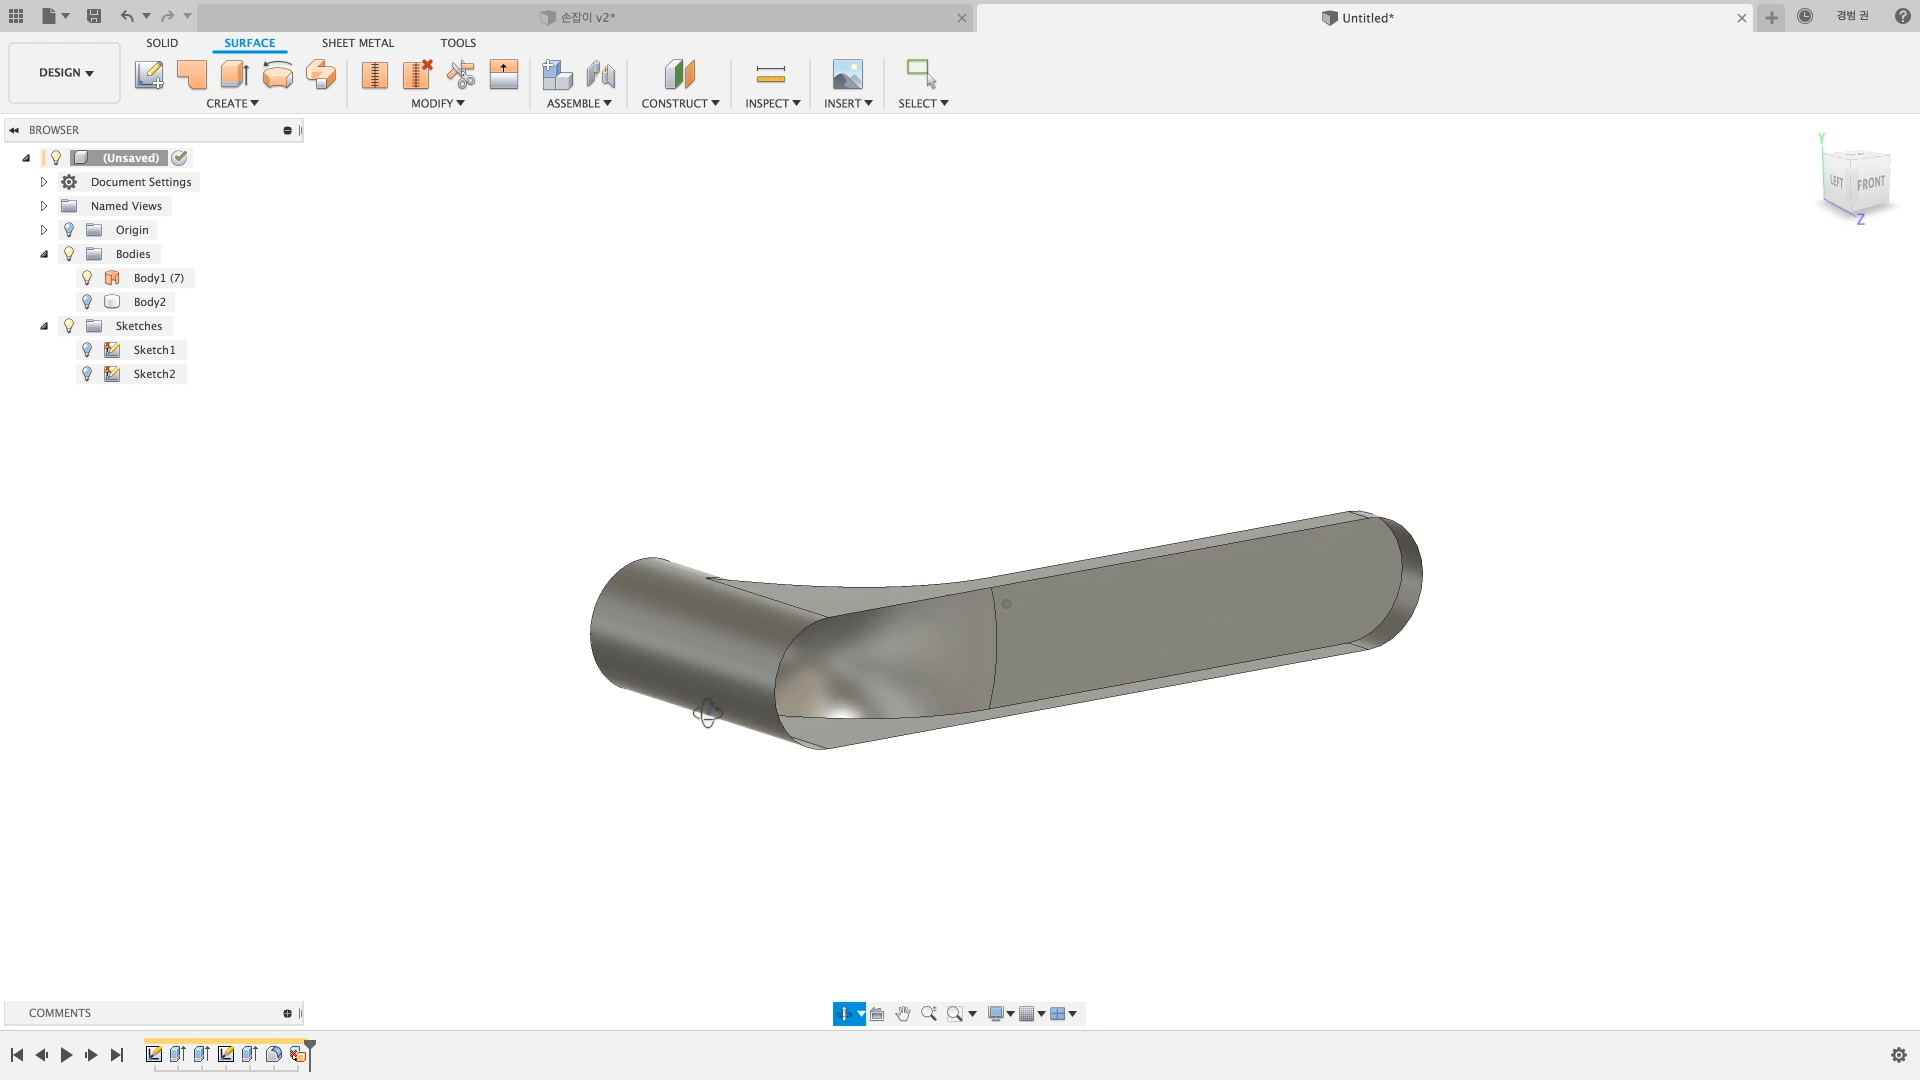 손잡이 v2*
Untitled*
경범 권
SOLID
SURFACE
SHEET METAL
TOOLS
DESIGN
CREATE
MODIFY
ASSEMBLE
CONSTRUCT
INSPECT
INSERT
SELECT
BROWSER
(Unsaved)
Document Settings
Named Views
Origin
Bodies
Body1 (7)
Body2
Sketches
Sketch1
Sketch2
Y
LEFT
FRONT
Z
COMMENTS